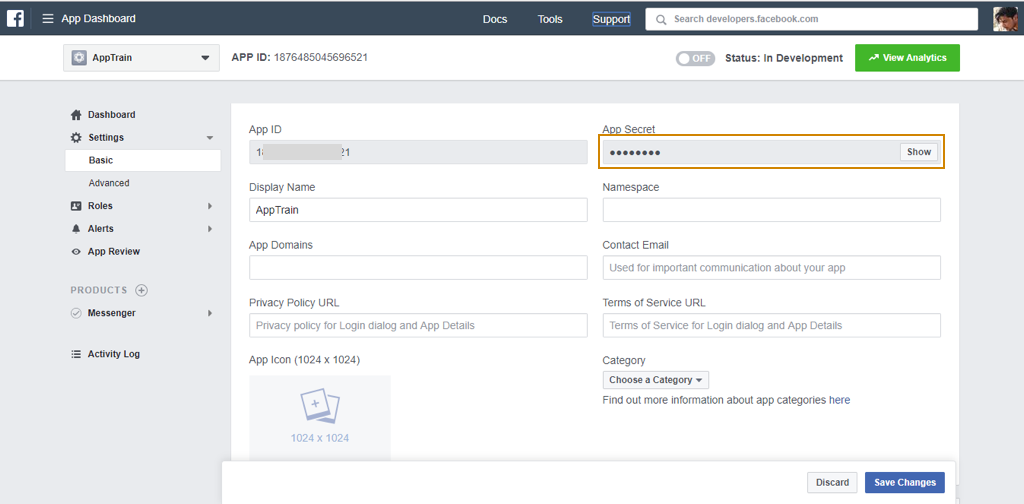 App Dashboard
Docs
Tools
Support
Search developers.facebook.com
AppTrain
APP ID: 1876485045696521
OFF
Status: In Development
View Analytics
Dashboard
Settings
Basic
Advanced
Roles
Alerts
App Review
PRODUCTS
Messenger
Activity Log
App ID
21
App Secret
Show
Display Name
AppTrain
Namespace
App Domains
Contact Email
Used for important communication about your app
Privacy Policy URL
Privacy policy for Login dialog and App Details
Terms of Service URL
Terms of Service for Login dialog and App Details
App Icon (1024 x 1024)
1024 x 1024
Category
Choose a Category
Find out more information about app categories here
Discard
Save Changes